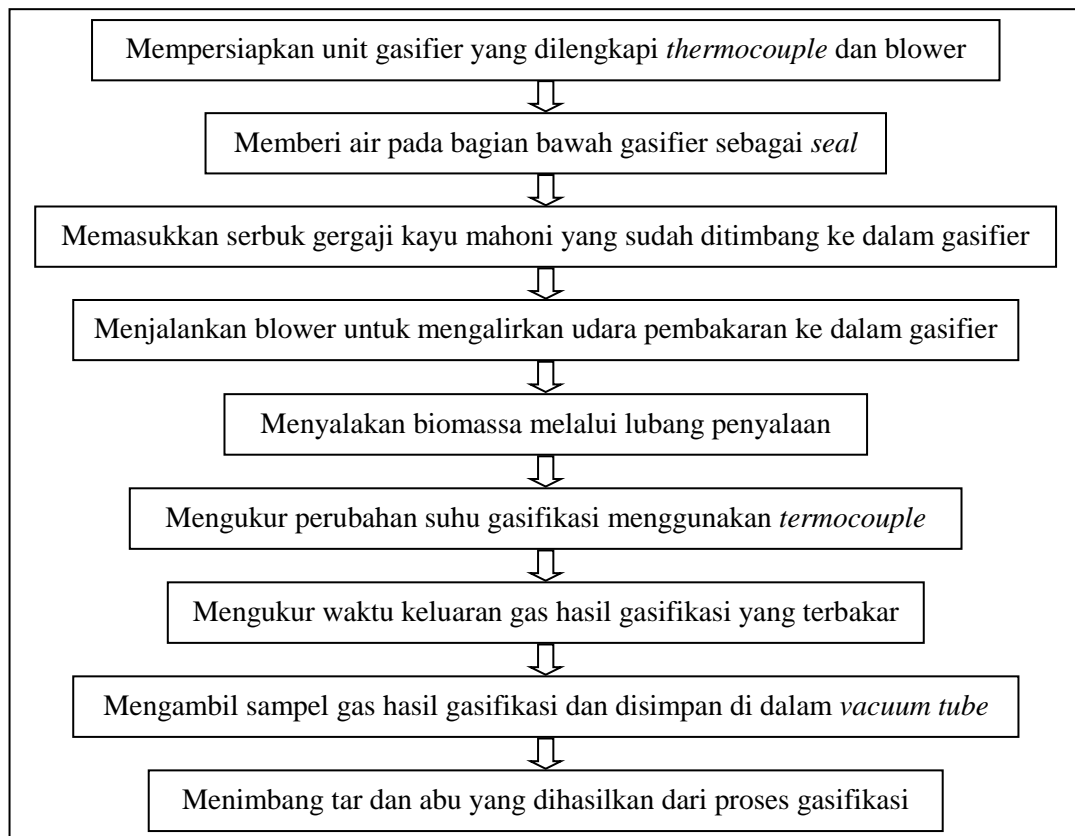 Mempersiapkan unit gasifier yang dilengkapi thermocouple dan blower
Memberi air pada bagian bawah gasifier sebagai seal
Memasukkan serbuk gergaji kayu mahoni yang sudah ditimbang ke dalam gasifier
Menjalankan blower untuk mengalirkan udara pembakaran ke dalam gasifier
Menyalakan biomassa melalui lubang penyalaan
Mengukur perubahan suhu gasifikasi menggunakan termocouple
Mengukur waktu keluaran gas hasil gasifikasi yang terbakar
Mengambil sampel gas hasil gasifikasi dan disimpan di dalam vacuum tube
Menimbang tar dan abu yang dihasilkan dari proses gasifikasi